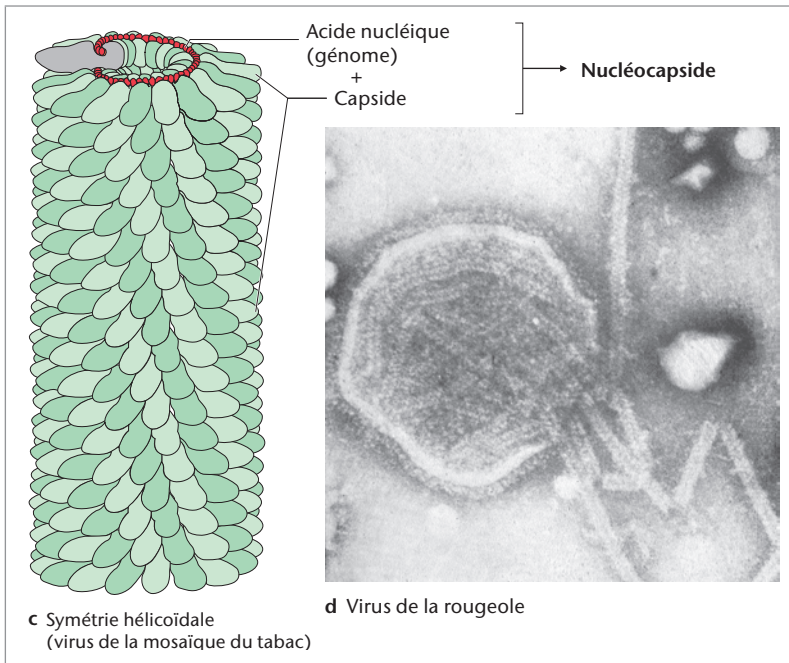 Acide nucléique
(génome)
+
Capside
Nucléocapside
c Symétrie hélicoïdale
(virus de la mosaïque du tabac)
d Virus de la rougeole